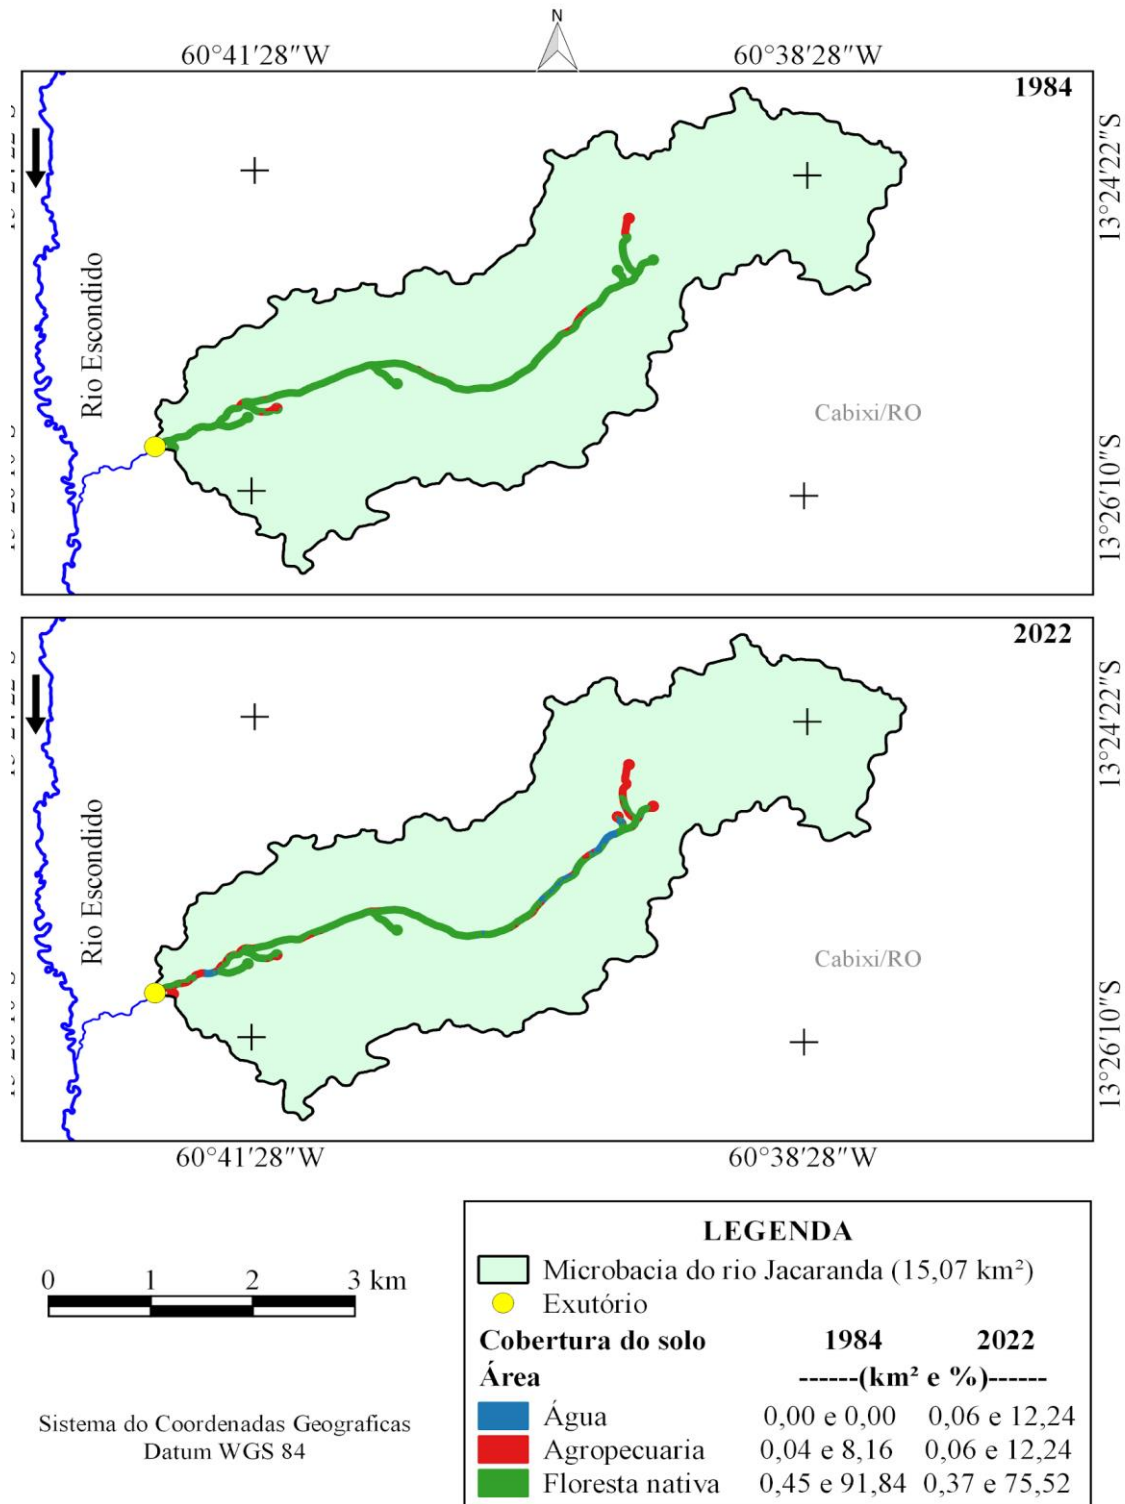 N
60°41'28"W 60°38'28"W
1984
13°24'22"S
Rio Escondido
Cabixi/RO
13°26'10"S
2022
13°24'22"S
Rio Escondido
Cabixi/RO
13°26'10"S
60°41'28"W 60°38'28"W
0 1 2 3 km
Sistema do Coordenadas Geograficas
Datum WGS 84
LEGENDA
Microbacia do rio Jacaranda (15,07 km²)
Exutório
Cobertura do solo 1984 2022
Área ------(km² e %)------
Água 0,00 e 0,00 0,06 e 12,24
Agropecuaria 0,04 e 8,16 0,06 e 12,24
Floresta nativa 0,45 e 91,84 0,37 e 75,52